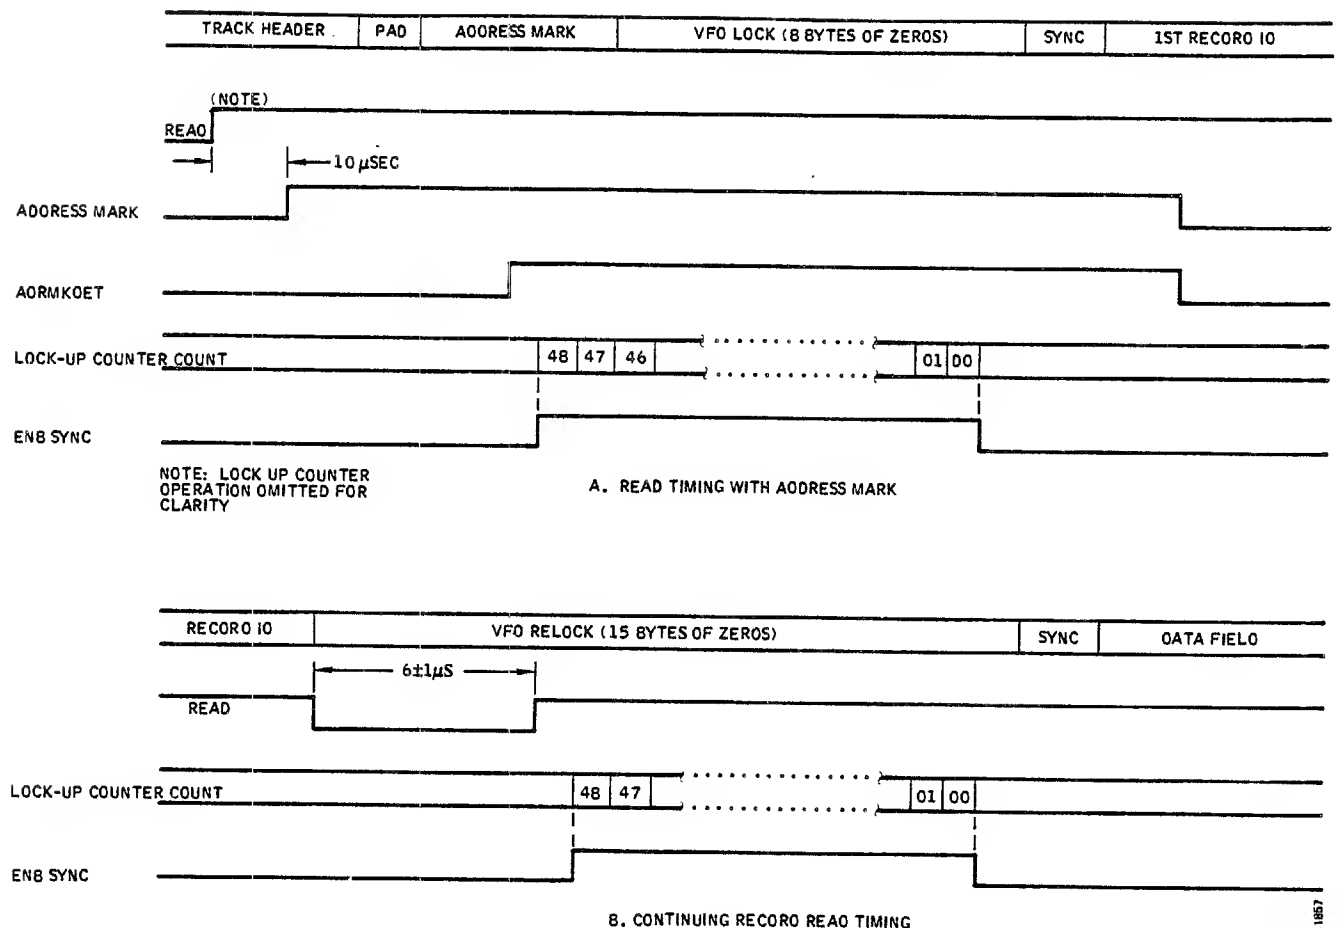 TRACK HEADER PAD AOORESS MARK VFO LOCK (8 BYTES OF ZEROS) SYNC 1ST RECORO IO
(NOTE)
REAO
10 μSEC
AOORESS MARK
AORMKOET
LOCK-UP COUNTER COUNT 48 47 46 01 00
ENB SYNC
NOTE: LOCK UP COUNTER
OPERATION OMITTED FOR
CLARITY
A. READ TIMING WITH AOORESS MARK
RECORO IO VFO RELOCK (15 BYTES OF ZEROS) SYNC OATA FIELO
6±1μS
READ
LOCK-UP COUNTER COUNT 48 47 01 00
ENB SYNC
B. CONTINUING RECORO REAO TIMING
1857